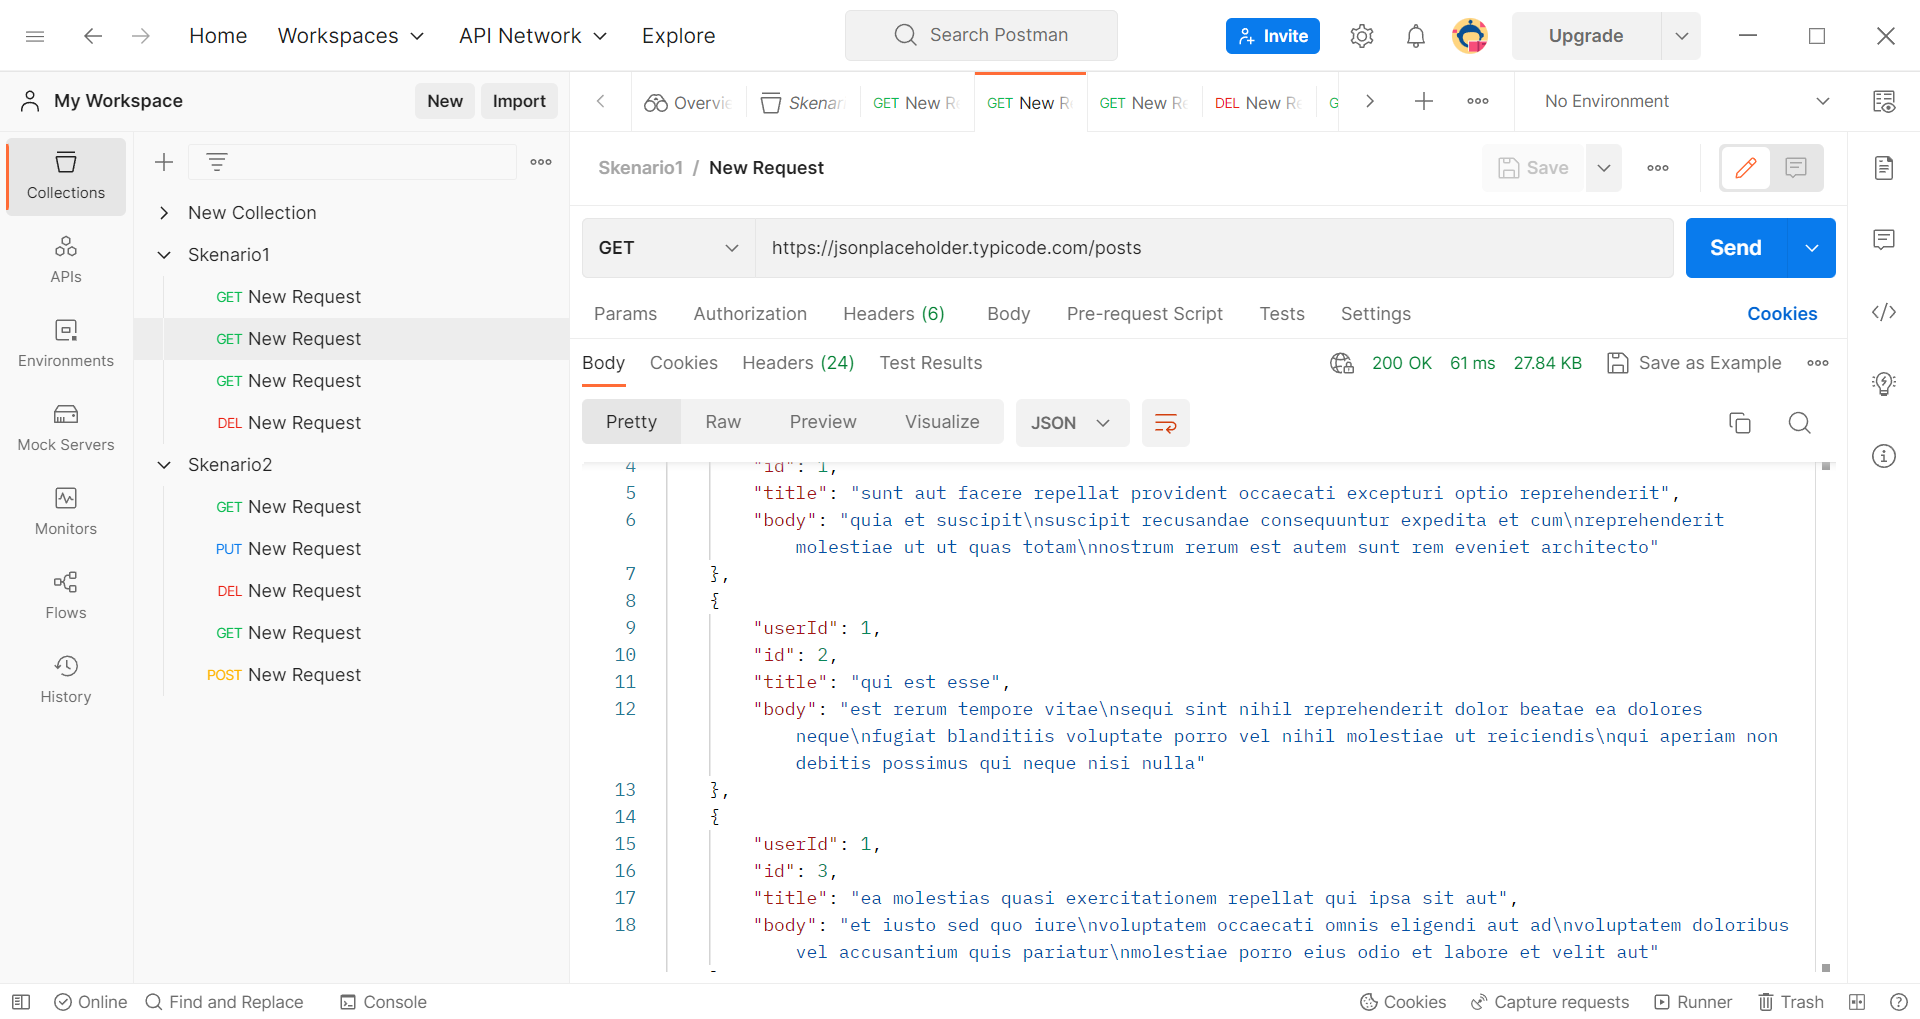 Home Workspaces API Network Explore Search Postman Invite Upgrade
My Workspace New Import
Overvie Skenar GET New R GET New R GET New R DEL New R G No Environment
Collections
APIs
Environments
Mock Servers
Monitors
Flows
History
New Collection
Skenario1
GET New Request
GET New Request
GET New Request
DEL New Request
Skenario2
GET New Request
PUT New Request
DEL New Request
GET New Request
POST New Request
Skenario1 / New Request Save
GET https://jsonplaceholder.typicode.com/posts Send
Params Authorization Headers (6) Body Pre-request Script Tests Settings Cookies
Body Cookies Headers (24) Test Results 200 OK 61 ms 27.84 KB Save as Example
Pretty Raw Preview Visualize JSON
4 "id": 1,
5 "title": "sunt aut facere repellat provident occaecati excepturi optio reprehenderit",
6 "body": "quia et suscipit\nsuscipit recusandae consequuntur expedita et cum\nreprehenderit
molestiae ut ut quas totam\nnostrum rerum est autem sunt rem eveniet architecto"
7 },
8 {
9 "userId": 1,
10 "id": 2,
11 "title": "qui est esse",
12 "body": "est rerum tempore vitae\nsequi sint nihil reprehenderit dolor beatae ea dolores
neque\nfugiat blanditiis voluptate porro vel nihil molestiae ut reiciendis\nqui aperiam non
debitis possimus qui neque nisi nulla"
13 },
14 {
15 "userId": 1,
16 "id": 3,
17 "title": "ea molestias quasi exercitationem repellat qui ipsa sit aut",
18 "body": "et iusto sed quo iure\nvoluptatem occaecati omnis eligendi aut ad\nvoluptatem doloribus
vel accusantium quis pariatur\nmolestiae porro eius odio et labore et velit aut"
Online Find and Replace Console Cookies Capture requests Runner Trash